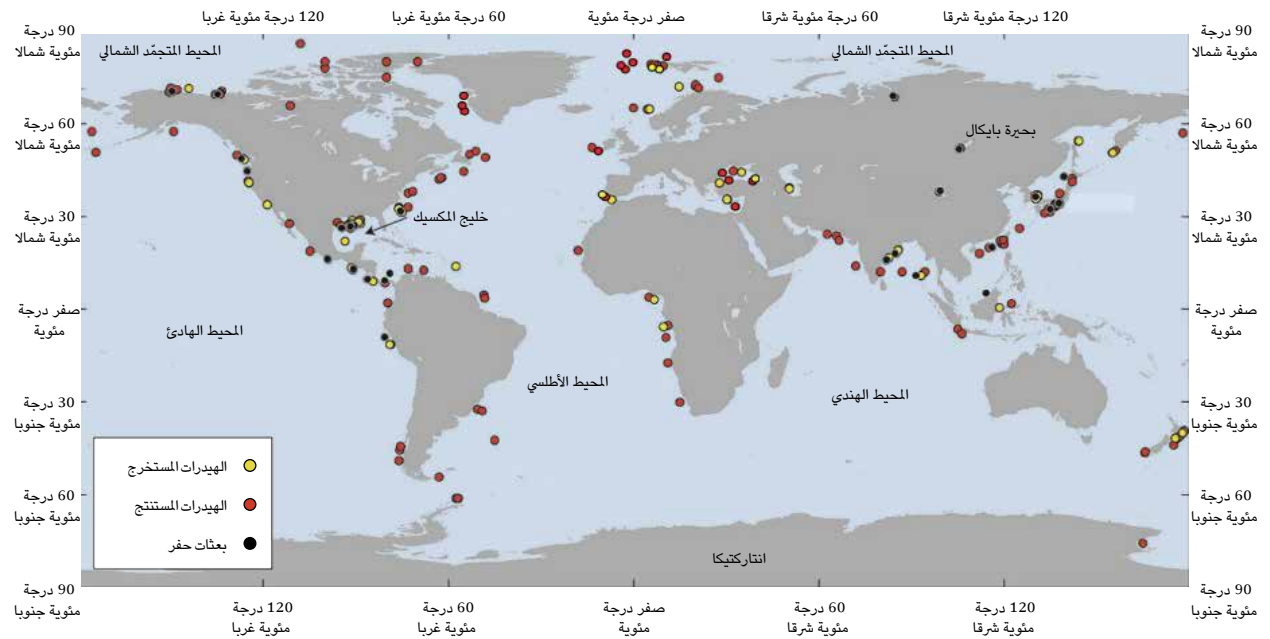 120 درجة مئوية غربا
60 درجة مئوية غربا
صفر درجة مئوية
60 درجة مئوية شرقا
120 درجة مئوية شرقا
90 درجة
مئوية شمالا
60 درجة
مئوية شمالا
30 درجة
مئوية شمالا
صفر درجة
مئوية
30 درجة
مئوية جنوبا
60 درجة
مئوية جنوبا
90 درجة
مئوية جنوبا
المحيط المتجمّد الشمالي
المحيط المتجمّد الشمالي
بحيرة بايكال
خليج المكسيك
المحيط الهادئ
المحيط الأطلسي
المحيط الهندي
انتاركتيكا
الهيدرات المستخرج
الهيدرات المستنتج
بعثات حفر
90 درجة
مئوية شمالا
60 درجة
مئوية شمالا
30 درجة
مئوية شمالا
صفر درجة
مئوية
30 درجة
مئوية جنوبا
60 درجة
مئوية جنوبا
90 درجة
مئوية جنوبا
120 درجة
مئوية غربا
60 درجة
مئوية غربا
صفر درجة
مئوية
60 درجة
مئوية شرقا
120 درجة
مئوية شرقا